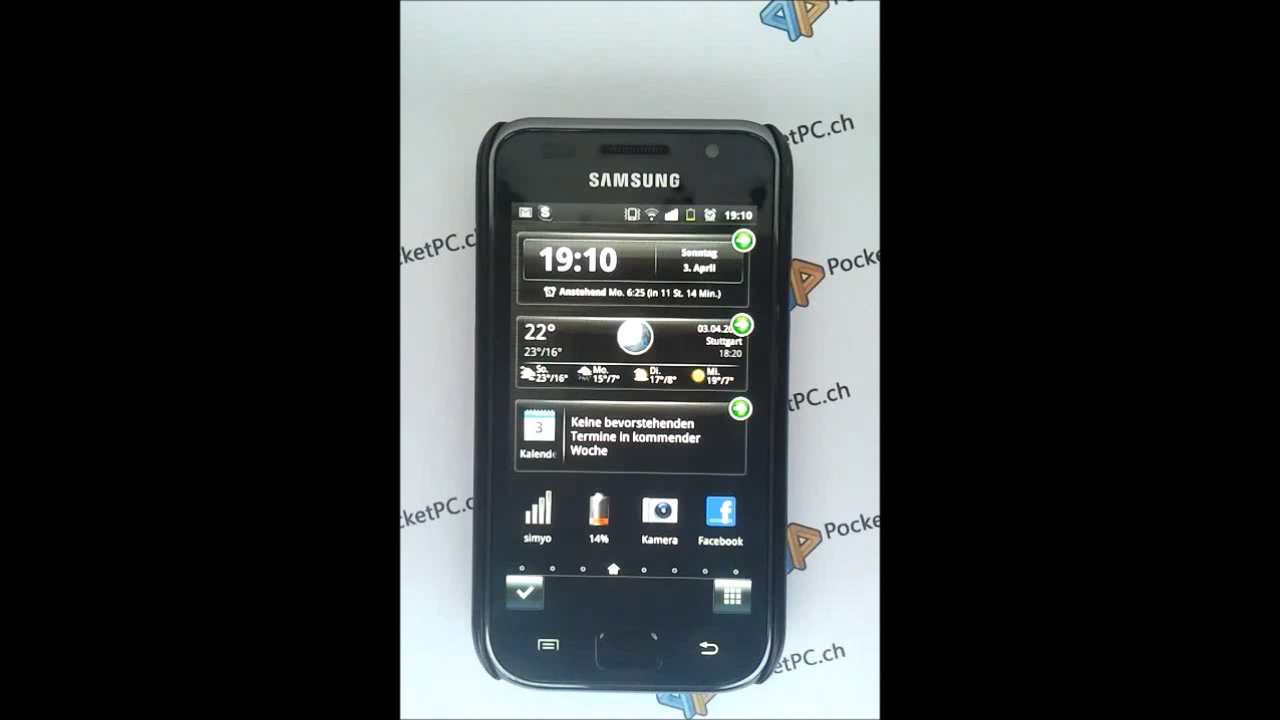 Pock
etPC.ch
SAMSUNG
S
19:10
19:10
Sonntag
3. April
Anstehend Mo. 6:25 (in 11 St. 14 Min.)
cketPC.c
Pocke
22°
23°/16°
03.04.20
Stuttgart
18:20
So.
23°/16°
Mo.
15°/7°
Di.
17°/8°
Mi.
19°/7°
etPC.ch
3
Kalende
Keine bevorstehenden
Termine in kommender
Woche
cketPC.c
simyo
14%
Kamera
f
Facebook
Pocke
etPC.ch